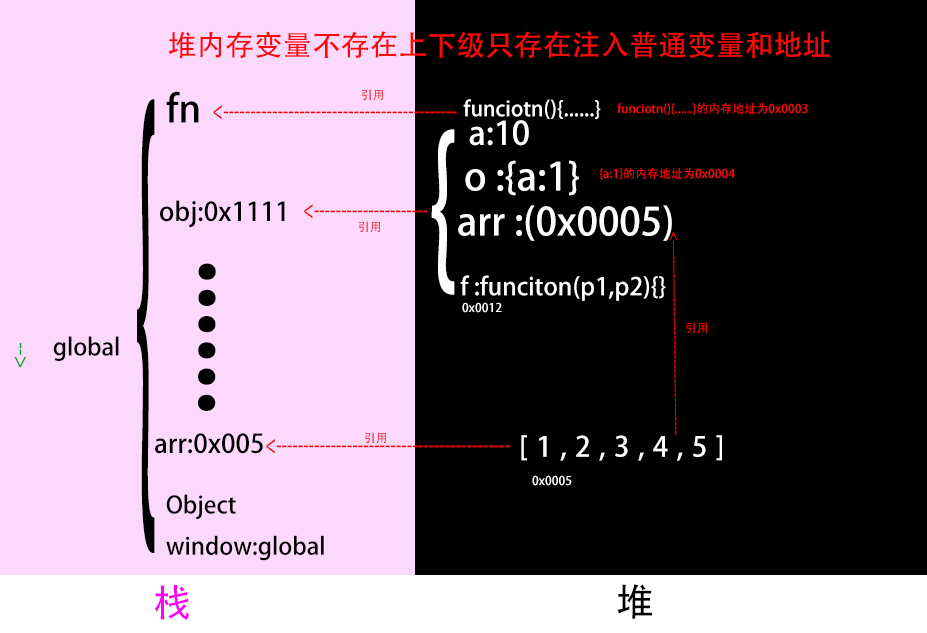 堆内存变量不存在上下级只存在注入普通变量和地址
fn
引用
funciotn(){......}
funciotn(){......}的内存地址为0x0003
a:10
o :{a:1}
{a:1}的内存地址为0x0004
obj:0x1111
引用
arr :(0x0005)
f :funciton(p1,p2){}
0x0012
引用
global
arr:0x005
引用
[ 1 , 2 , 3 , 4 , 5 ]
0x0005
Object
window:global
栈
堆